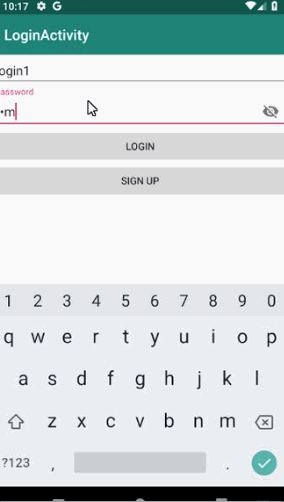 10:17 G
LoginActivity
ogin1
assword
•m
LOGIN
SIGN UP
1 2 3 4 5 6 7 8 9 0
q w e r t y u i o p
a s d f g h j k l
z x c v b n m
?123 , .